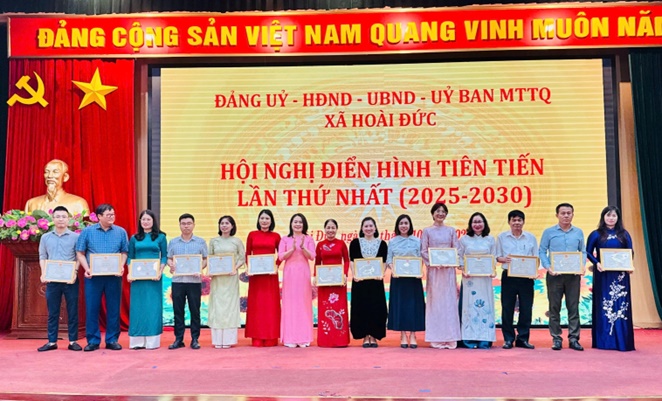 ĐẢNG CỘNG SẢN VIỆT NAM QUANG VINH MUÔN NĂM
ĐẢNG UỶ - HĐND - UBND - UỶ BAN MTTQ
XÃ HOÀI ĐỨC
HỘI NGHỊ ĐIỂN HÌNH TIÊN TIẾN
LẦN THỨ NHẤT (2025-2030)